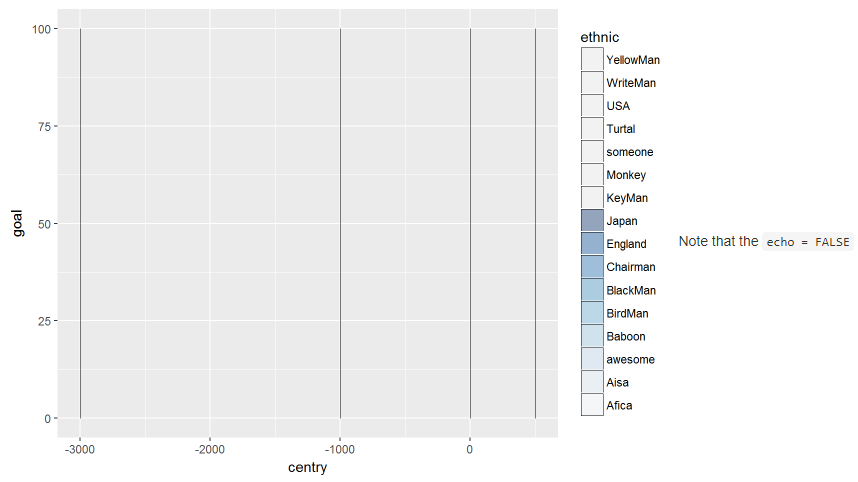 100
75
50
25
0
goal
-3000
-2000
-1000
0
centry
ethnic
YellowMan
WriteMan
USA
Turtal
someone
Monkey
KeyMan
Japan
England
Chairman
BlackMan
BirdMan
Baboon
awesome
Aisa
Afica
Note that the echo = FALSE